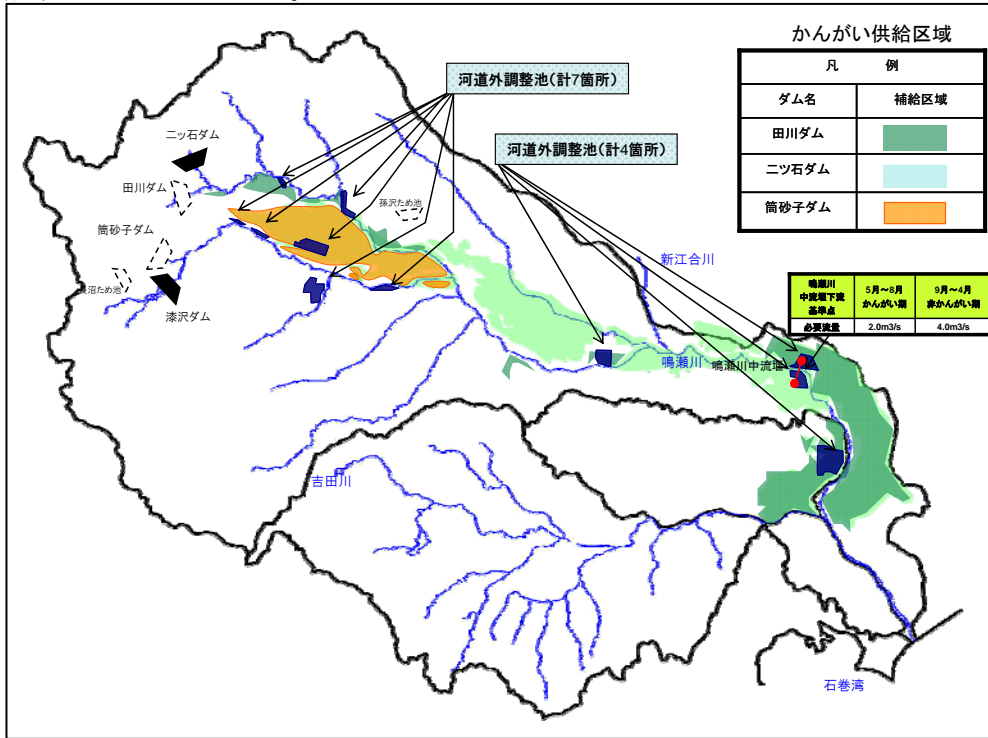 かんがい供給区域
凡　例
ダム名　補給区域
田川ダム
二ツ石ダム
筒砂子ダム
河道外調整池(計7箇所)
河道外調整池(計4箇所)
二ツ石ダム
田川ダム
孫沢ため池
筒砂子ダム
沼ため池
漆沢ダム
新江合川
鳴瀬川
中流堰下流
基準点
5月～8月
かんがい期
9月～4月
非かんがい期
必要流量　2.0m3/s　4.0m3/s
鳴瀬川
鳴瀬川中流堰
吉田川
石巻湾